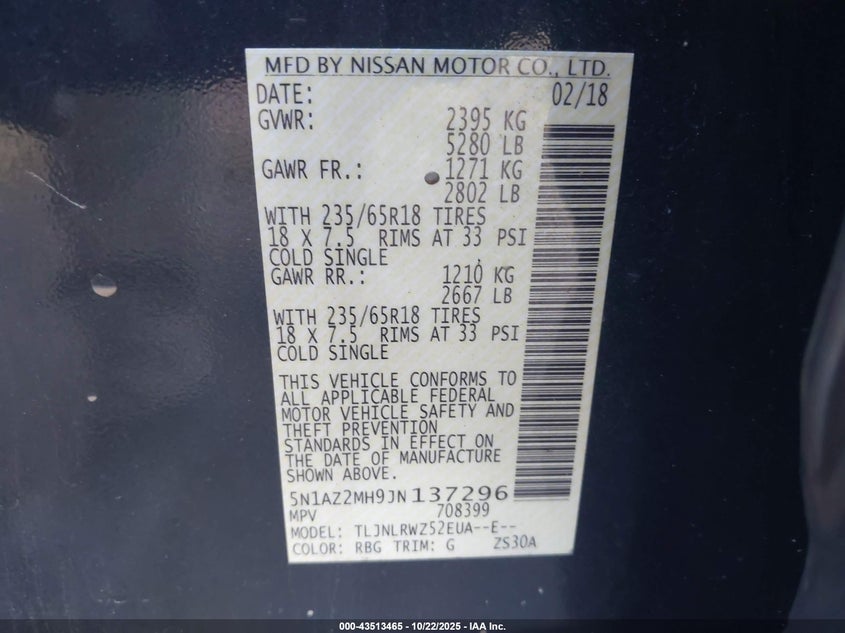 MFD BY NISSAN MOTOR CO., LTD.
DATE: 02/18
GVWR: 2395 KG
5280 LB
GAWR FR.: 1271 KG
2802 LB
WITH 235/65R18 TIRES
18 X 7.5 RIMS AT 33 PSI
COLD SINGLE
GAWR RR.: 1210 KG
2667 LB
WITH 235/65R18 TIRES
18 X 7.5 RIMS AT 33 PSI
COLD SINGLE
THIS VEHICLE CONFORMS TO
ALL APPLICABLE FEDERAL
MOTOR VEHICLE SAFETY AND
THEFT PREVENTION
STANDARDS IN EFFECT ON
THE DATE OF MANUFACTURE
SHOWN ABOVE.
5N1AZ2MH9JN137296
MPV 708399
MODEL: TLJNLRWZ52EUA--E--
COLOR: RBG TRIM: G ZS30A
000-43513465 - 10/22/2025 - IAA Inc.